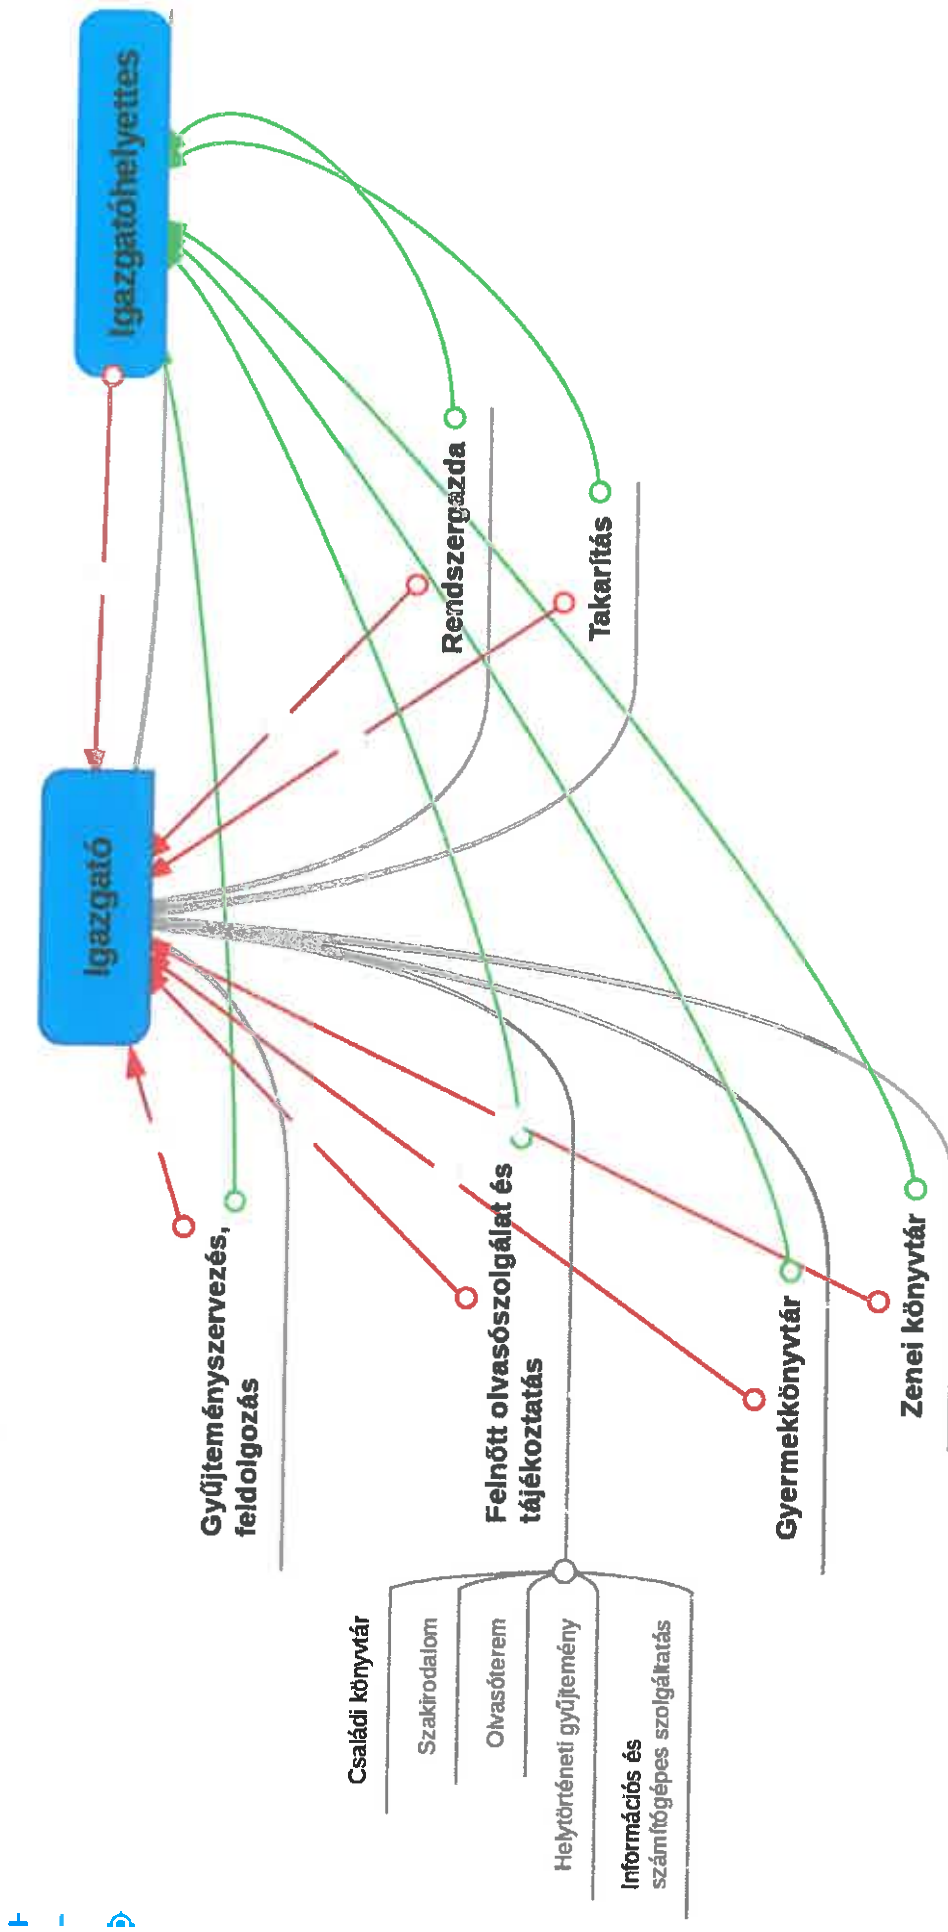 Igazgató
Igazgatóhelyettes
Gyűjteményszervezés,
feldolgozás
Felnőtt olvasószolgálat és
tájékoztatás
Gyermekkönyvtár
Zenei könyvtár
Rendszergazda
Takarítás
Családi könyvtár
Szakirodalom
Olvasóterem
Helytörténeti gyűjtemény
Információs és
számítógépes szolgáltatás